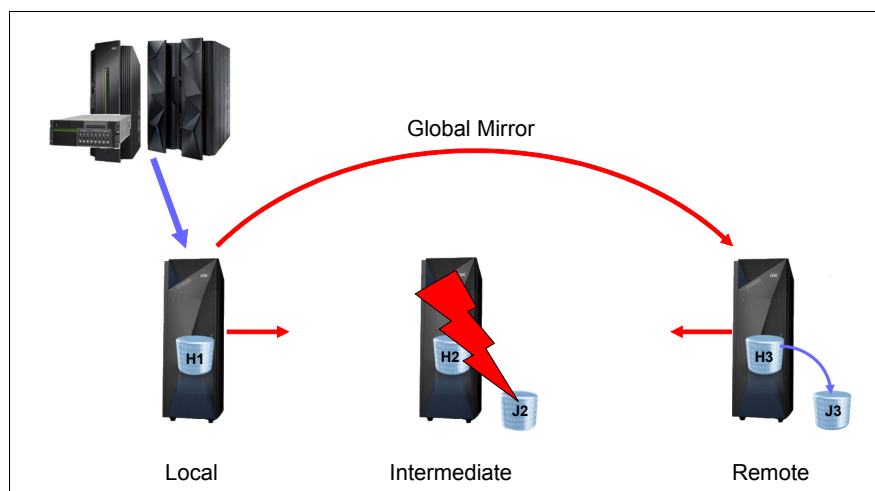 Global Mirror
H1
H2
H3
J2
J3
Local
Intermediate
Remote